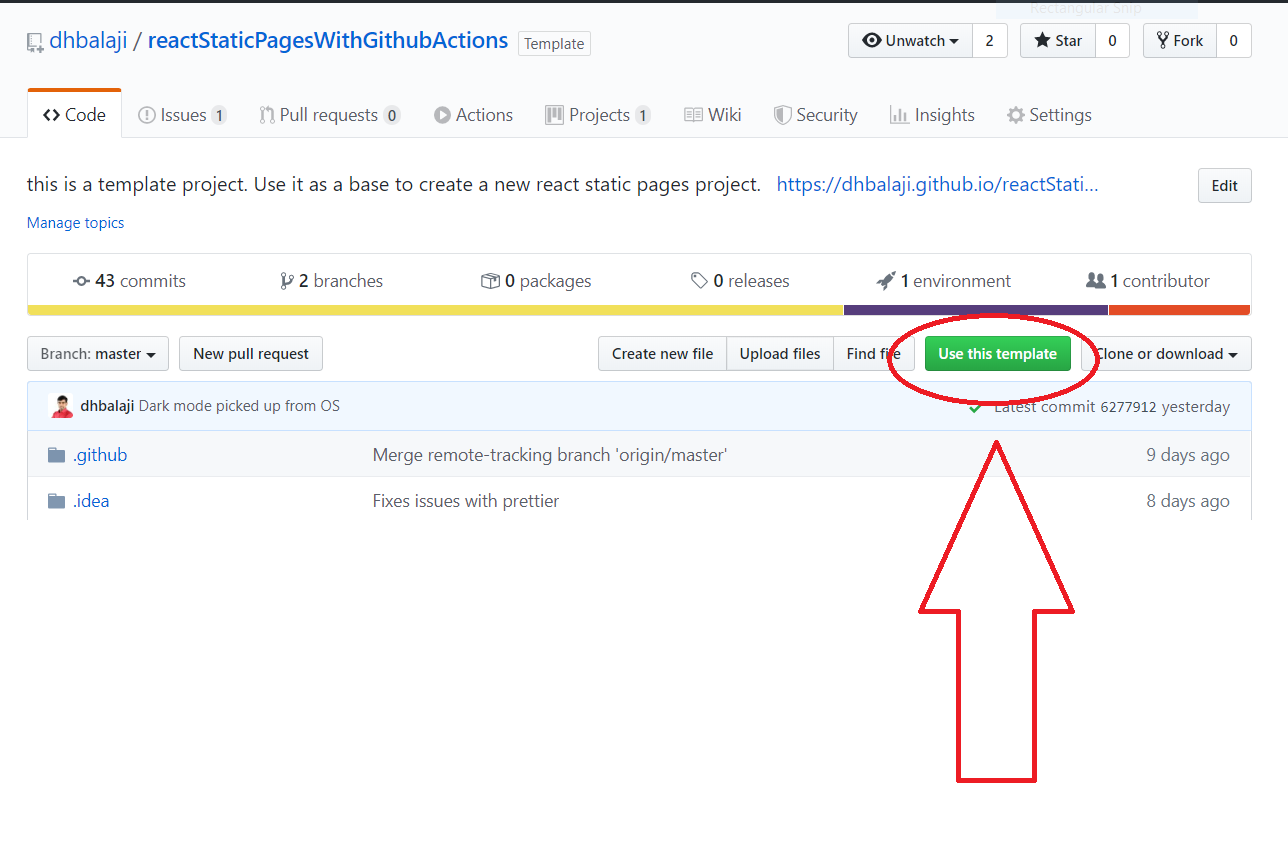 Rectangular Snip
dhbalaji / reactStaticPagesWithGithubActions Template Unwatch 2 Star 0 Fork 0
Code Issues 1 Pull requests 0 Actions Projects 1 Wiki Security Insights Settings
this is a template project. Use it as a base to create a new react static pages project. https://dhbalaji.github.io/reactStati... Edit
Manage topics
43 commits 2 branches 0 packages 0 releases 1 environment 1 contributor
Branch: master New pull request Create new file Upload files Find file Use this template Clone or download
dhbalaji Dark mode picked up from OS Latest commit 6277912 yesterday
.github Merge remote-tracking branch 'origin/master' 9 days ago
.idea Fixes issues with prettier 8 days ago